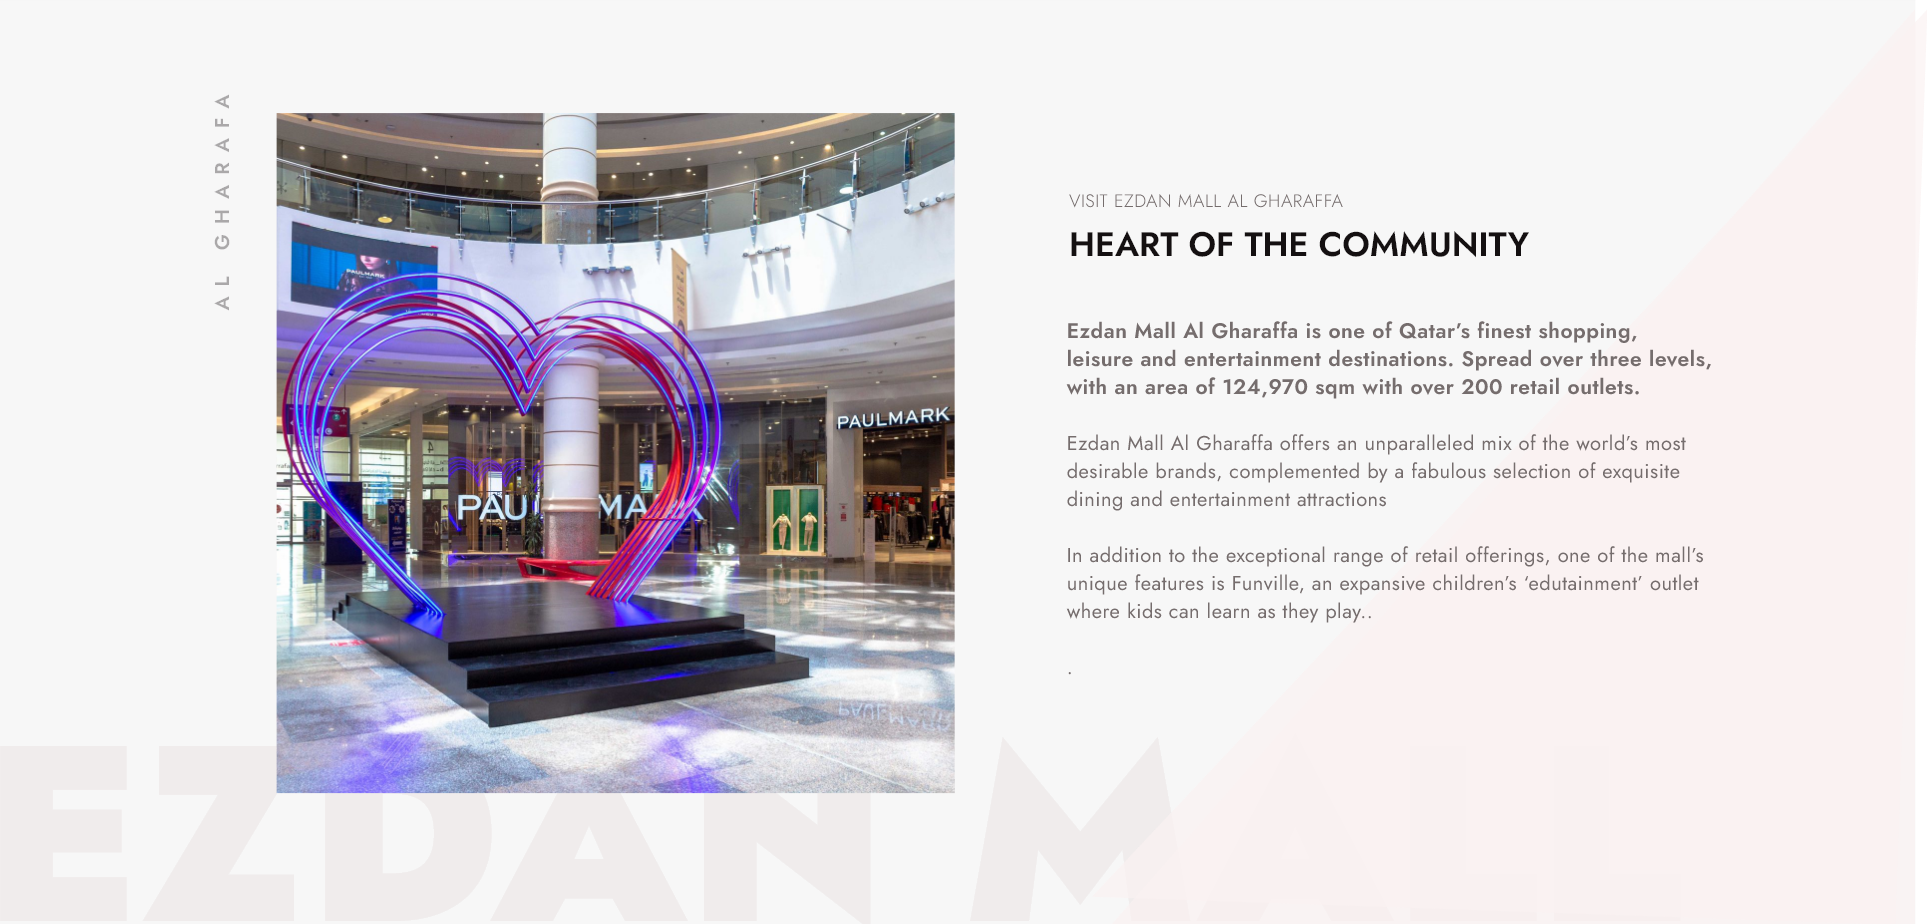 AL GHARAFA
PAULMARK
PAULMARK
PAU MA
VISIT EZDAN MALL AL GHARAFFA
HEART OF THE COMMUNITY
Ezdan Mall Al Gharaffa is one of Qatar’s finest shopping,
leisure and entertainment destinations. Spread over three levels,
with an area of 124,970 sqm with over 200 retail outlets.
Ezdan Mall Al Gharaffa offers an unparalleled mix of the world’s most
desirable brands, complemented by a fabulous selection of exquisite
dining and entertainment attractions
In addition to the exceptional range of retail offerings, one of the mall’s
unique features is Funville, an expansive children’s ‘edutainment’ outlet
where kids can learn as they play..
.
EZDAN MALL